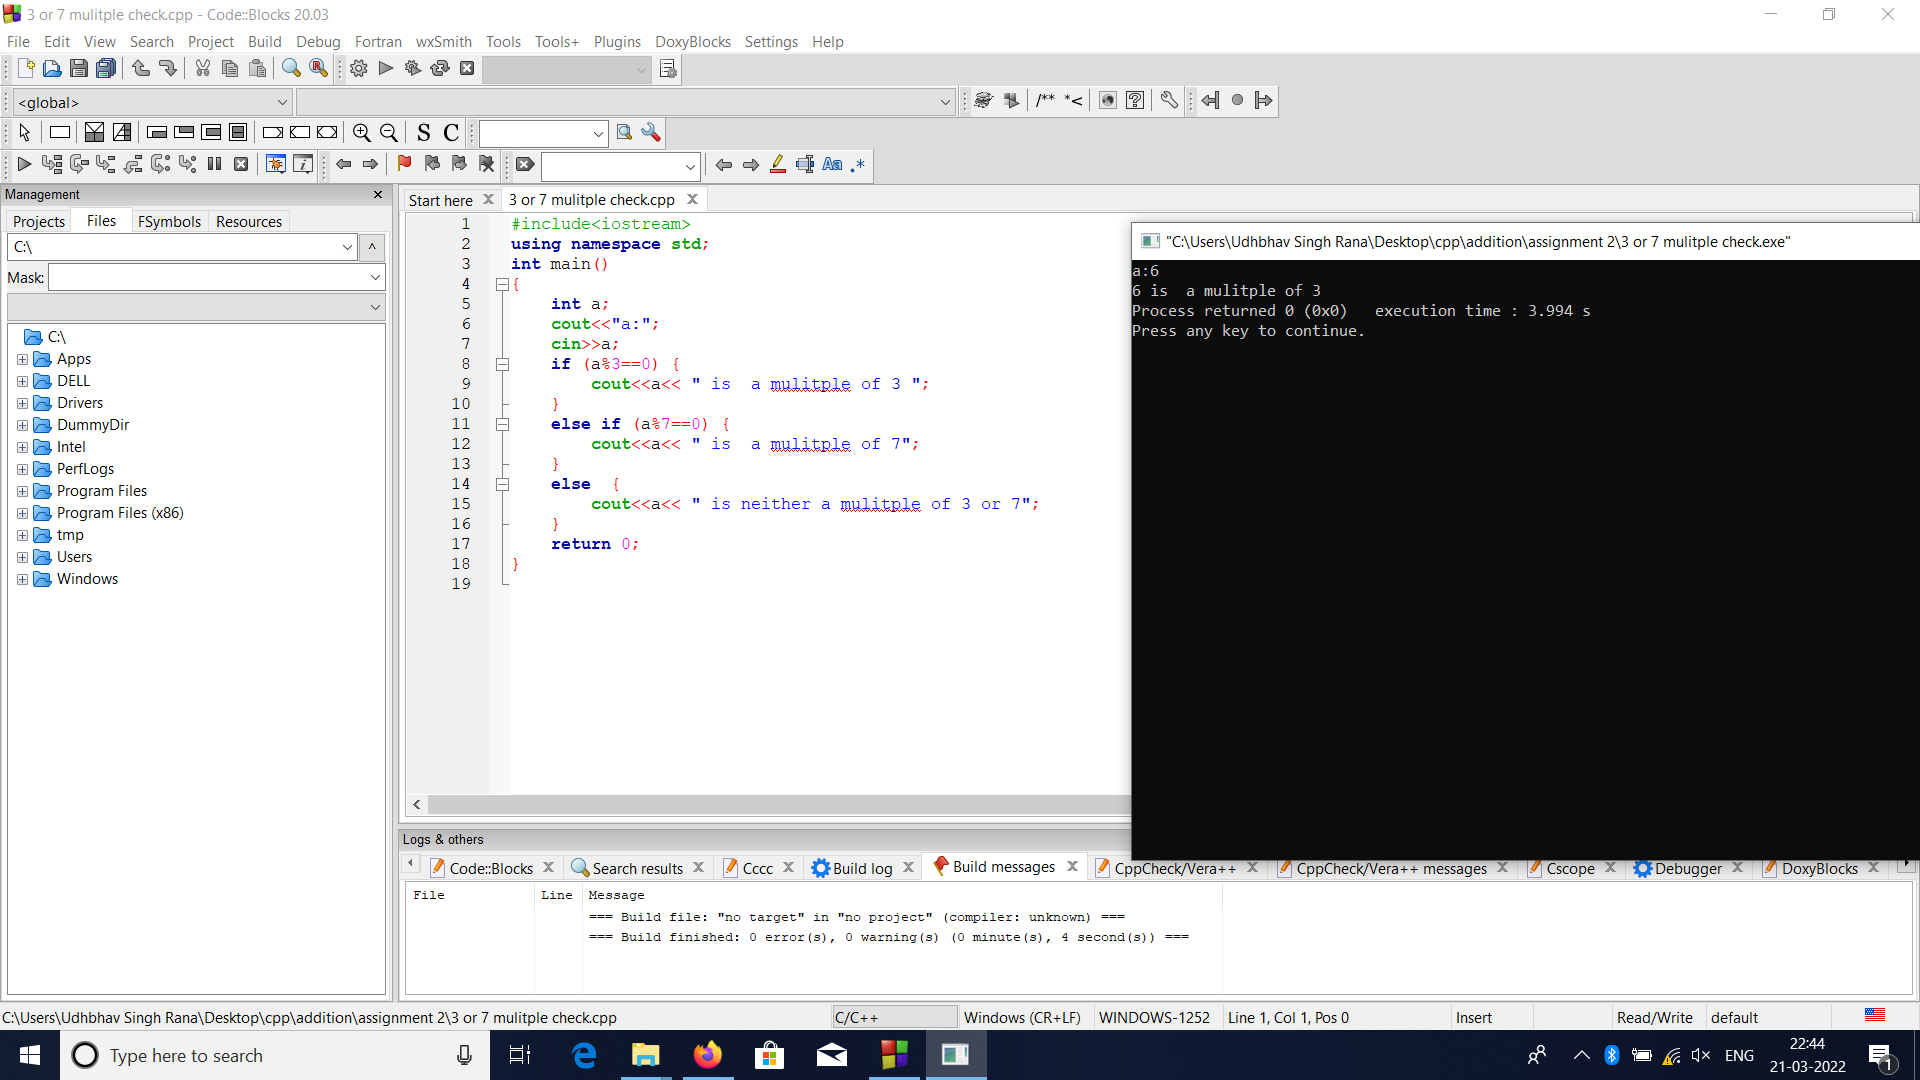 3 or 7 mulitple check.cpp - Code::Blocks 20.03
File Edit View Search Project Build Debug Fortran wxSmith Tools Tools+ Plugins DoxyBlocks Settings Help
<global>
/** *<
S C
Aa .*
Management
Projects Files FSymbols Resources
C:\
^
Mask:
C:\
Apps
DELL
Drivers
DummyDir
Intel
PerfLogs
Program Files
Program Files (x86)
tmp
Users
Windows
Start here 3 or 7 mulitple check.cpp
1 #include<iostream>
2 using namespace std;
3 int main()
4 {
5 int a;
6 cout<<"a:";
7 cin>>a;
8 if (a%3==0) {
9 cout<<a<< " is  a mulitple of 3 ";
10 }
11 else if (a%7==0) {
12 cout<<a<< " is  a mulitple of 7";
13 }
14 else  {
15 cout<<a<< " is neither a mulitple of 3 or 7";
16 }
17 return 0;
18 }
19
"C:\Users\Udhbhav Singh Rana\Desktop\cpp\addition\assignment 2\3 or 7 mulitple check.exe"
a:6
6 is  a mulitple of 3
Process returned 0 (0x0)   execution time : 3.994 s
Press any key to continue.
Logs & others
Code::Blocks Search results Cccc Build log Build messages CppCheck/Vera++ CppCheck/Vera++ messages Cscope Debugger DoxyBlocks
File Line Message
=== Build file: "no target" in "no project" (compiler: unknown) ===
=== Build finished: 0 error(s), 0 warning(s) (0 minute(s), 4 second(s)) ===
C:\Users\Udhbhav Singh Rana\Desktop\cpp\addition\assignment 2\3 or 7 mulitple check.cpp C/C++ Windows (CR+LF) WINDOWS-1252 Line 1, Col 1, Pos 0 Insert Read/Write default
Type here to search
ENG
22:44
21-03-2022
1